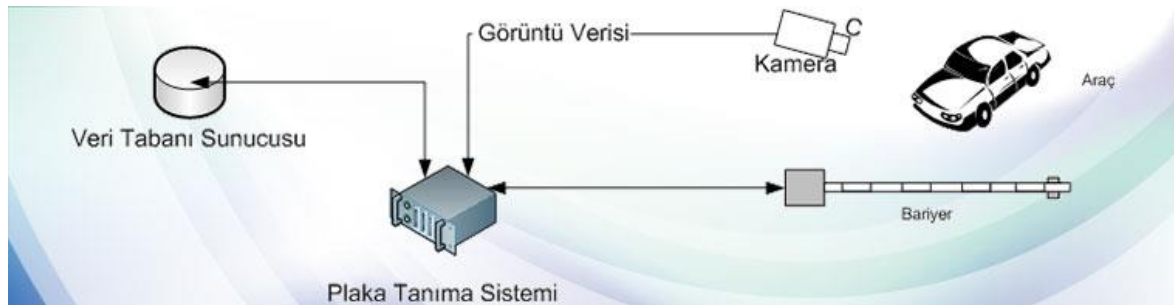 Görüntü Verisi
C
Kamera
Araç
Veri Tabanı Sunucusu
Bariyer
Plaka Tanıma Sistemi